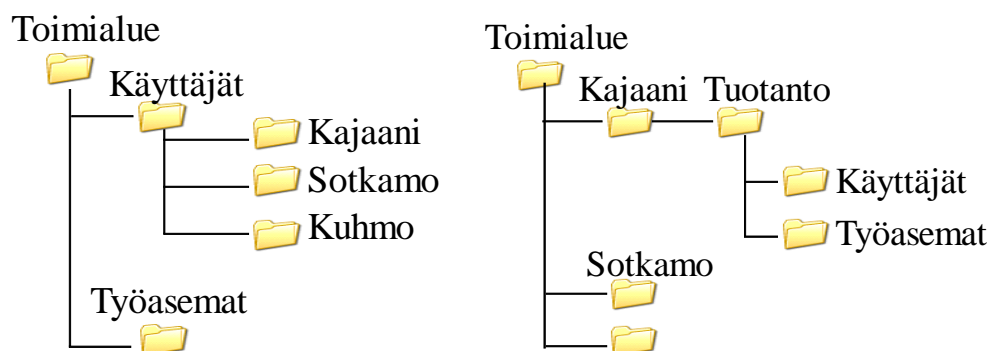 Toimialue
Käyttäjät
Kajaani
Sotkamo
Kuhmo
Työasemat
Toimialue
Kajaani Tuotanto
Käyttäjät
Työasemat
Sotkamo